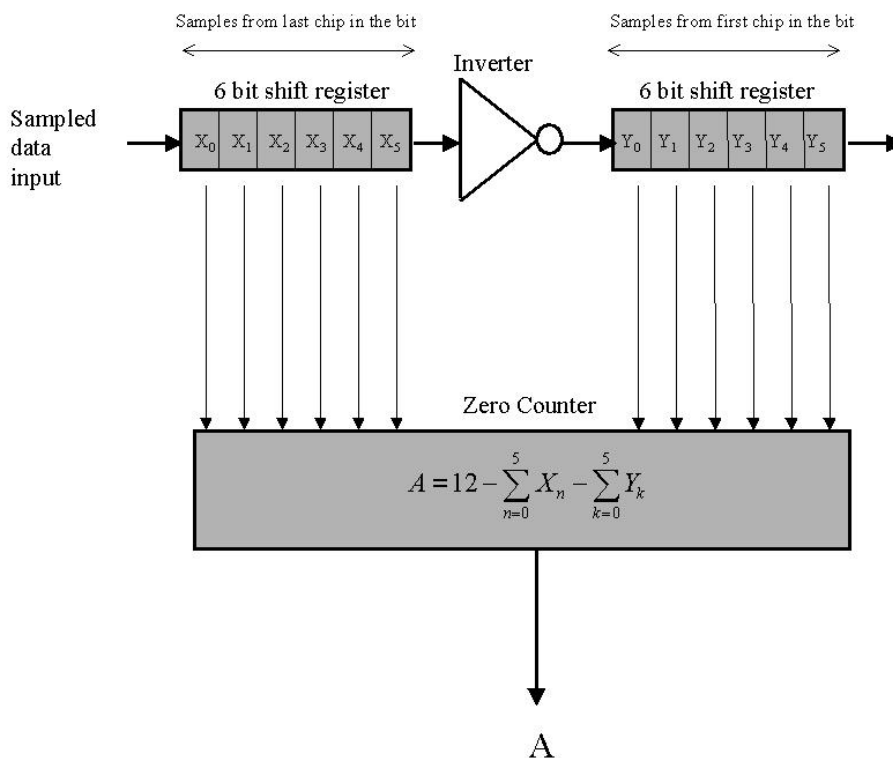 Samples from last chip in the bit
Samples from first chip in the bit
Inverter
6 bit shift register
6 bit shift register
Sampled
data
input
X₀ X₁ X₂ X₃ X₄ X₅
Y₀ Y₁ Y₂ Y₃ Y₄ Y₅
Zero Counter
A = 12 − ∑_{n=0}^{5} X_n − ∑_{k=0}^{5} Y_k
A